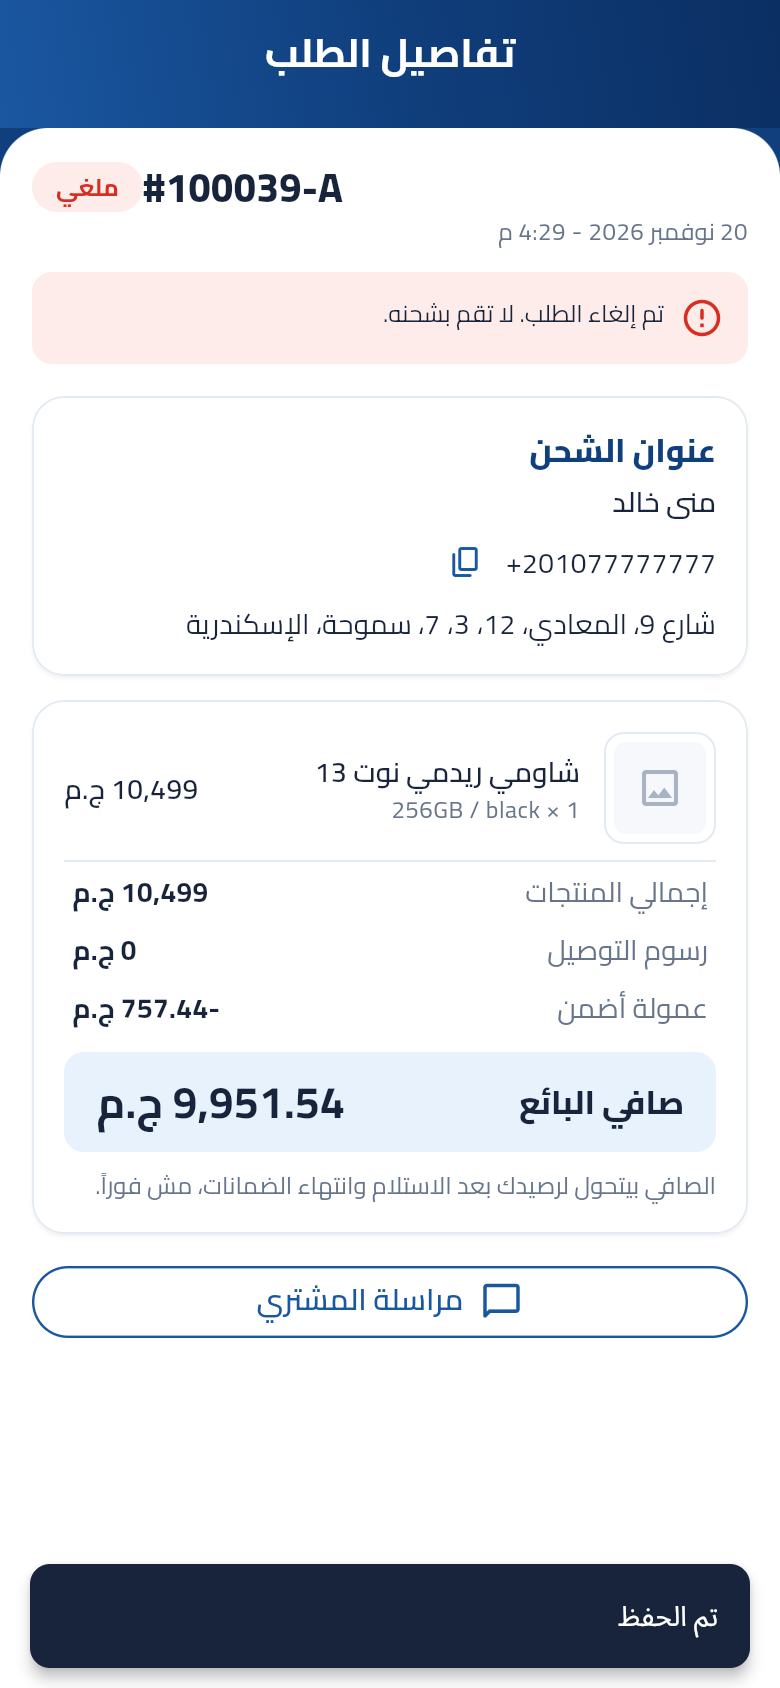 تفاصيل الطلب
#100039-A ملغي
20 نوفمبر 2026 - 4:29 م
تم إلغاء الطلب. لا تقم بشحنه.
عنوان الشحن
منى خالد
+201077777777
شارع 9، المعادي، 12، 3، 7، سموحة، الإسكندرية
شاومي ريدمي نوت 13
256GB / black × 1
10,499 ج.م
إجمالي المنتجات 10,499 ج.م
رسوم التوصيل 0 ج.م
عمولة أضمن -757.44 ج.م
صافي البائع 9,951.54 ج.م
الصافي بيتحول لرصيدك بعد الاستلام وانتهاء الضمانات، مش فوراً.
مراسلة المشتري
تم الحفظ